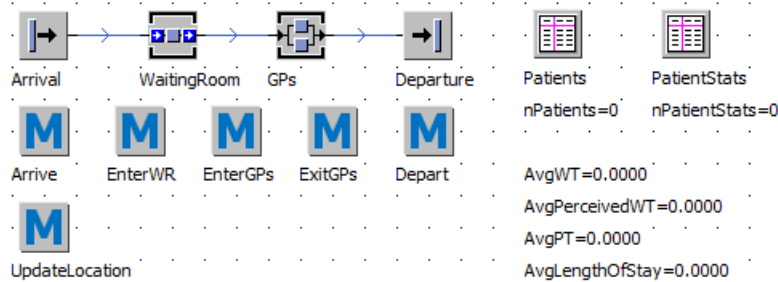 Arrival WaitingRoom GPs Departure Patients PatientStats
nPatients=0 nPatientStats=0
M M M M M
Arrive EnterWR EnterGPs ExitGPs Depart AvgWT=0.0000
AvgPerceivedWT=0.0000
M
AvgPT=0.0000
UpdateLocation AvgLengthOfStay=0.0000